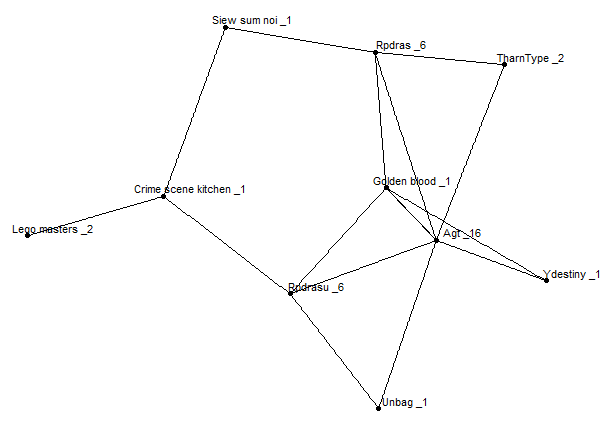 Siew sum noi _1
Rpdras _6
TharnType _2
Golden blood _1
Crime scene kitchen _1
Lego masters _2
Agt _16
Ydestiny _1
Rpdrasu _6
Unbag _1